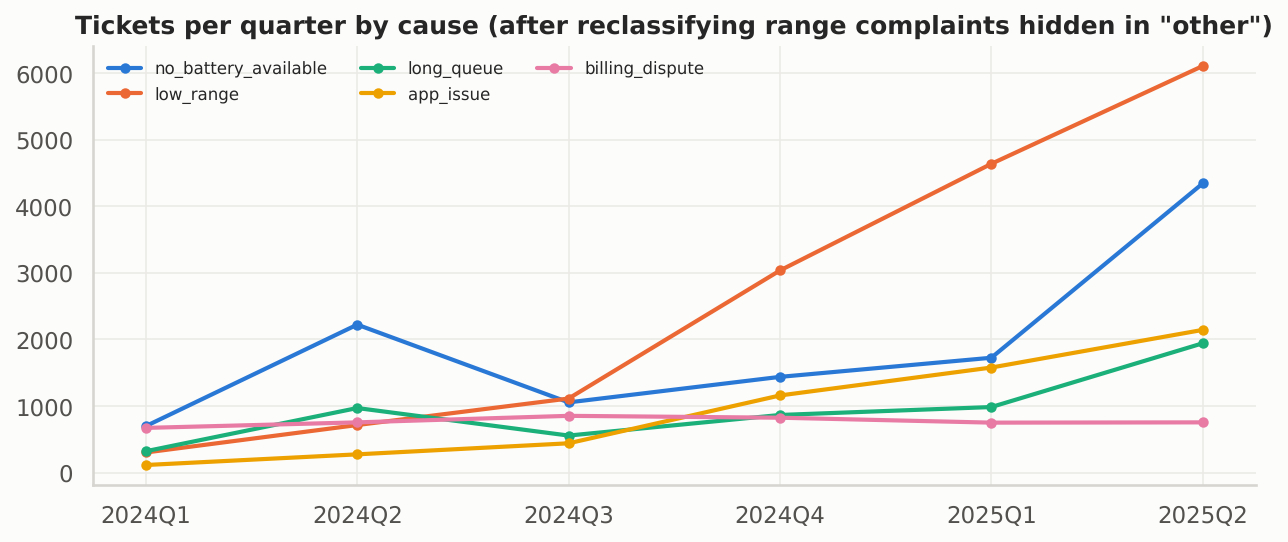 Tickets per quarter by cause (after reclassifying range complaints hidden in "other")
no_battery_available
low_range
long_queue
app_issue
billing_dispute
6000
5000
4000
3000
2000
1000
0
2024Q1
2024Q2
2024Q3
2024Q4
2025Q1
2025Q2